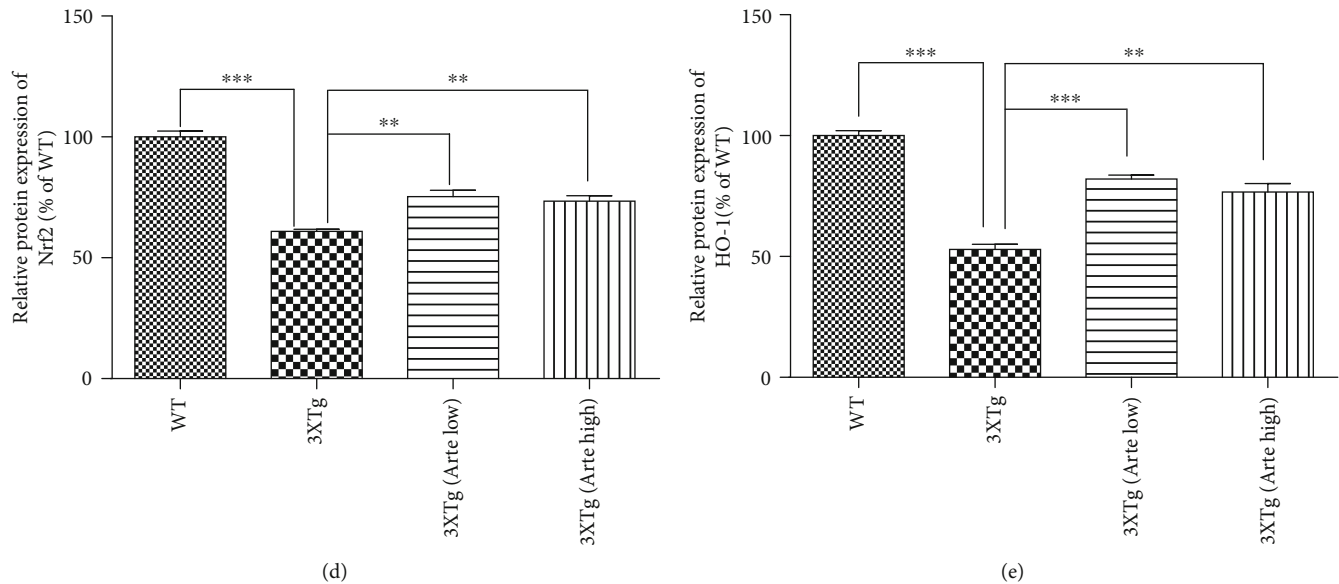 Relative protein expression of
Nrf2 (% of WT)
150
100
50
0
***
**
**
WT
3XTg
3XTg (Arte low)
3XTg (Arte high)
(d)
Relative protein expression of
HO-1(% of WT)
150
100
50
0
***
**
***
WT
3XTg
3XTg (Arte low)
3XTg (Arte high)
(e)